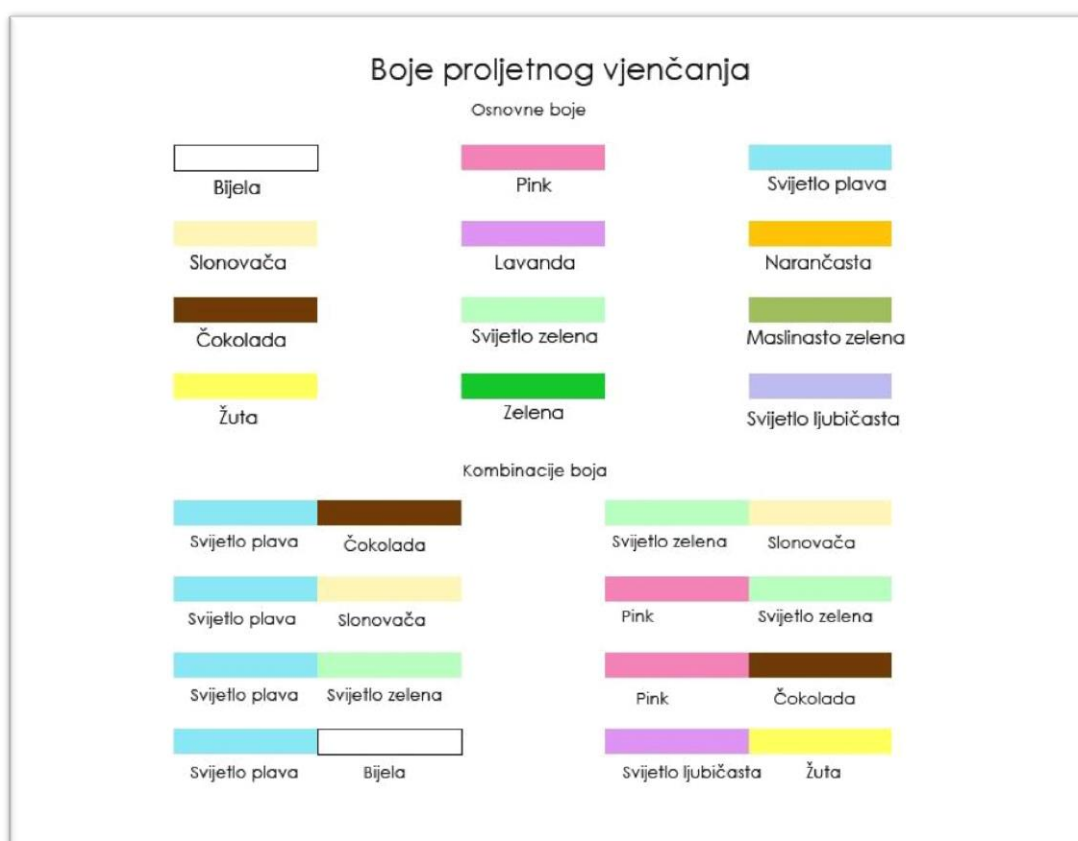 Boje proljetnog vjenčanja
Osnovne boje
Bijela Pink Svijetlo plava
Slonovača Lavanda Narančasta
Čokolada Svijetlo zelena Maslinasto zelena
Žuta Zelena Svijetlo ljubičasta
Kombinacije boja
Svijetlo plava Čokolada Svijetlo zelena Slonovača
Svijetlo plava Slonovača Pink Svijetlo zelena
Svijetlo plava Svijetlo zelena Pink Čokolada
Svijetlo plava Bijela Svijetlo ljubičasta Žuta